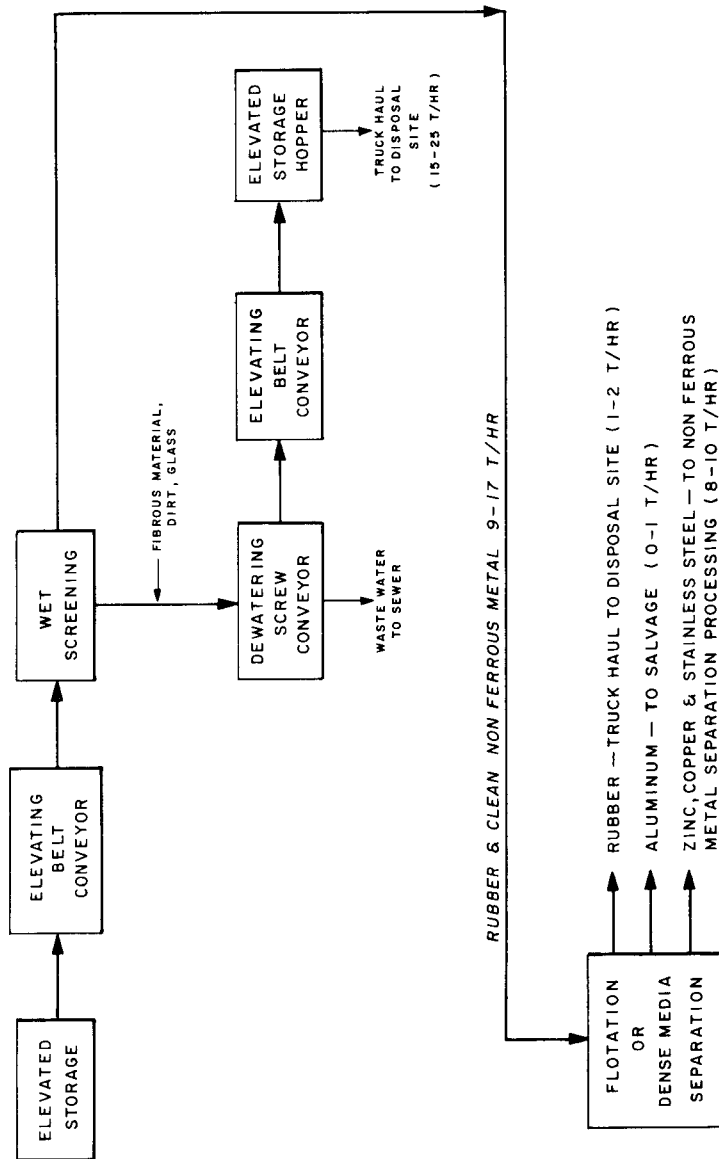 ELEVATED
STORAGE
ELEVATING
BELT
CONVEYOR
WET
SCREENING
FIBROUS MATERIAL,
DIRT, GLASS
DEWATERING
SCREW
CONVEYOR
WASTE WATER
TO SEWER
ELEVATING
BELT
CONVEYOR
ELEVATED
STORAGE
HOPPER
TRUCK HAUL
TO DISPOSAL
SITE
(15-25 T/HR)
RUBBER & CLEAN NON FERROUS METAL 9-17 T/HR
FLOTATION
OR
DENSE MEDIA
SEPARATION
RUBBER — TRUCK HAUL TO DISPOSAL SITE (1-2 T/HR)
ALUMINUM — TO SALVAGE (0-1 T/HR)
ZINC, COPPER & STAINLESS STEEL — TO NON FERROUS
METAL SEPARATION PROCESSING (8-10 T/HR)